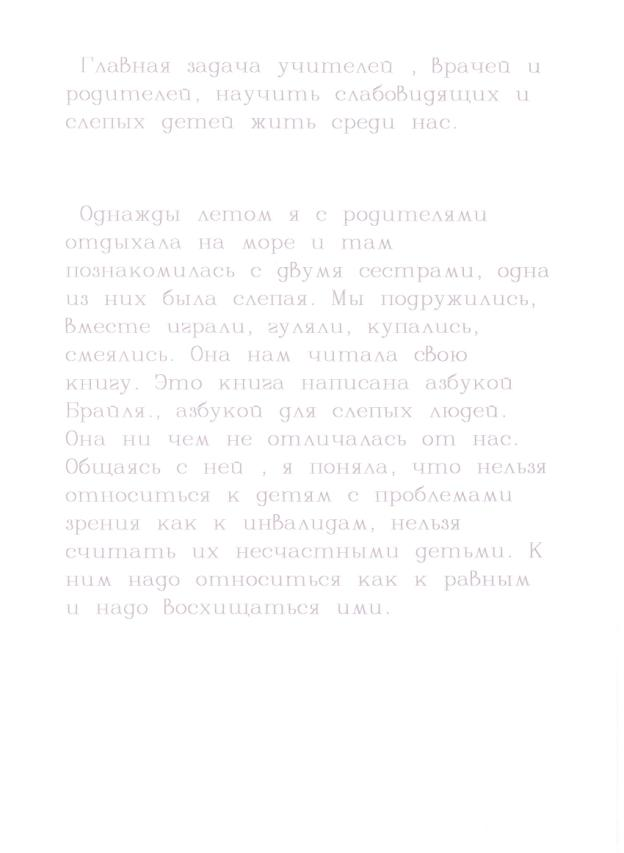 Главная задача учителей , врачей и
родителей, научить слабовидящих и
слепых детей жить среди нас.
Однажды летом я с родителями
отдыхала на море и там
познакомилась с двумя сестрами, одна
из них была слепая. Мы подружились,
вместе играли, гуляли, купались,
смеялись. Она нам читала свою
книгу. Это книга написана азбукой
Брайля., азбукой для слепых людей.
Она ни чем не отличалась от нас.
Общаясь с ней , я поняла, что нельзя
относиться к детям с проблемами
зрения как к инвалидам, нельзя
считать их несчастными детьми. К
ним надо относиться как к равным
и надо восхищаться ими.